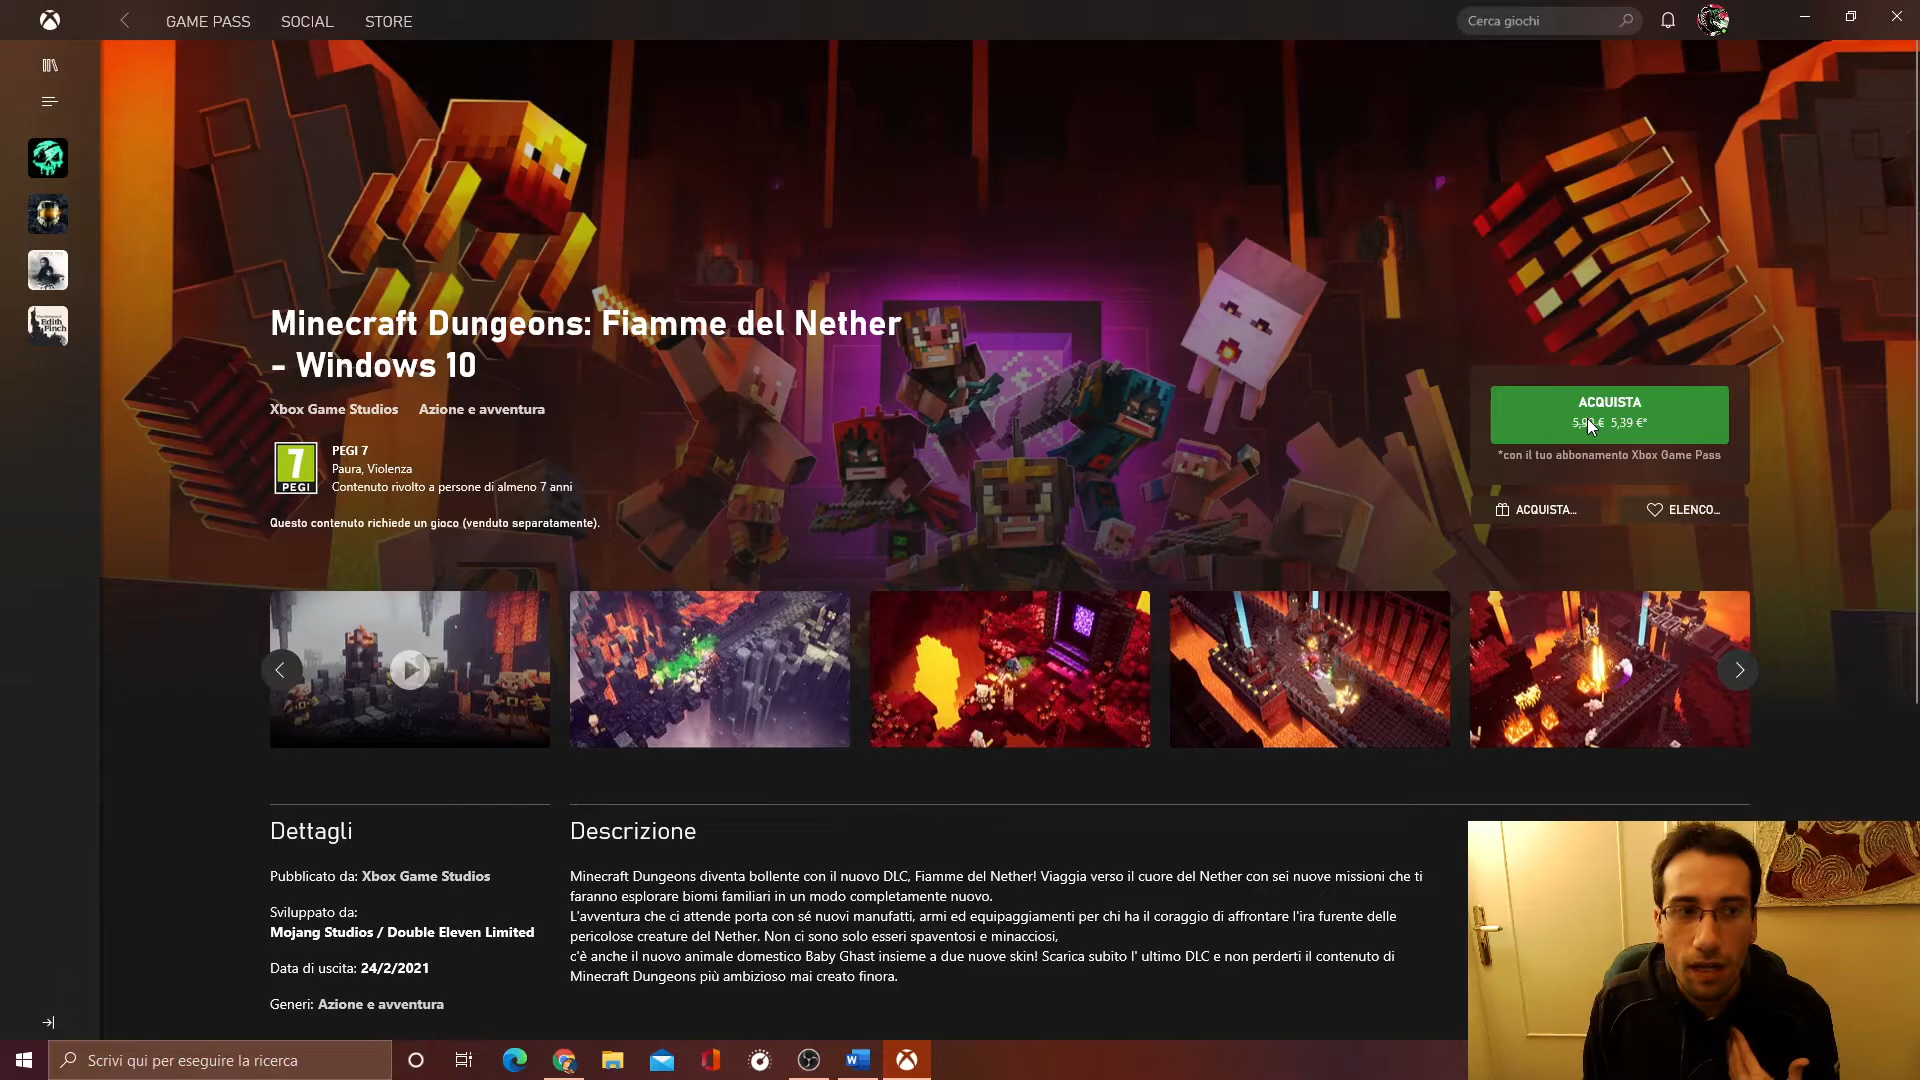 GAME PASS SOCIAL STORE
Cerca giochi
Edith
Finch
Minecraft Dungeons: Fiamme del Nether
- Windows 10
Xbox Game Studios Azione e avventura
7
PEGI
PEGI 7
Paura, Violenza
Contenuto rivolto a persone di almeno 7 anni
Questo contenuto richiede un gioco (venduto separatamente).
ACQUISTA
5,39 €*
*con il tuo abbonamento Xbox Game Pass
ACQUISTA... ELENCO...
Dettagli
Pubblicato da: Xbox Game Studios
Sviluppato da:
Mojang Studios / Double Eleven Limited
Data di uscita: 24/2/2021
Generi: Azione e avventura
Descrizione
Minecraft Dungeons diventa bollente con il nuovo DLC, Fiamme del Nether! Viaggia verso il cuore del Nether con sei nuove missioni che ti
faranno esplorare biomi familiari in un modo completamente nuovo.
L'avventura che ci attende porta con sé nuovi manufatti, armi ed equipaggiamenti per chi ha il coraggio di affrontare l'ira furente delle
pericolose creature del Nether. Non ci sono solo esseri spaventosi e minacciosi,
c'è anche il nuovo animale domestico Baby Ghast insieme a due nuove skin! Scarica subito l' ultimo DLC e non perderti il contenuto di
Minecraft Dungeons più ambizioso mai creato finora.
Scrivi qui per eseguire la ricerca